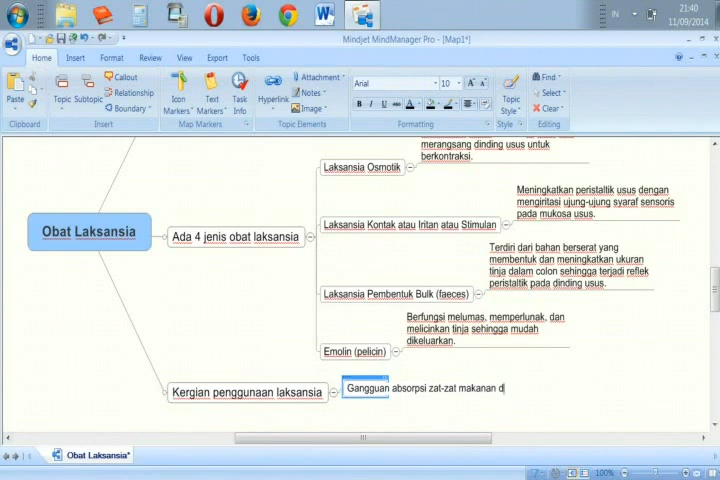 IN
21:40
11/09/2014
Mindjet MindManager Pro - [Map1*]
Home Insert Format Review View Export Tools
Paste
Clipboard
Topic Subtopic
Callout
Relationship
Boundary
Insert
Icon Markers
Text Markers
Task Info
Map Markers
Hyperlink
Attachment
Notes
Image
Topic Elements
Arial 10
B I U
Formatting
Topic Style
Style
Find
Select
Clear
Editing
merangsang dinding usus untuk
berkontraksi.
Laksansia Osmotik
Meningkatkan peristaltik usus dengan
mengiritasi ujung-ujung syaraf sensoris
pada mukosa usus.
Laksansia Kontak atau Iritan atau Stimulan
Obat Laksansia
Ada 4 jenis obat laksansia
Terdiri dari bahan berserat yang
membentuk dan meningkatkan ukuran
tinja dalam colon sehingga terjadi reflek
peristaltik pada dinding usus.
Laksansia Pembentuk Bulk (faeces)
Berfungsi melumas, memperlunak, dan
melicinkan tinja sehingga mudah
dikeluarkan.
Emolin (pelicin)
Kergian penggunaan laksansia
Gangguan absorpsi zat-zat makanan d
Obat Laksansia*
100%